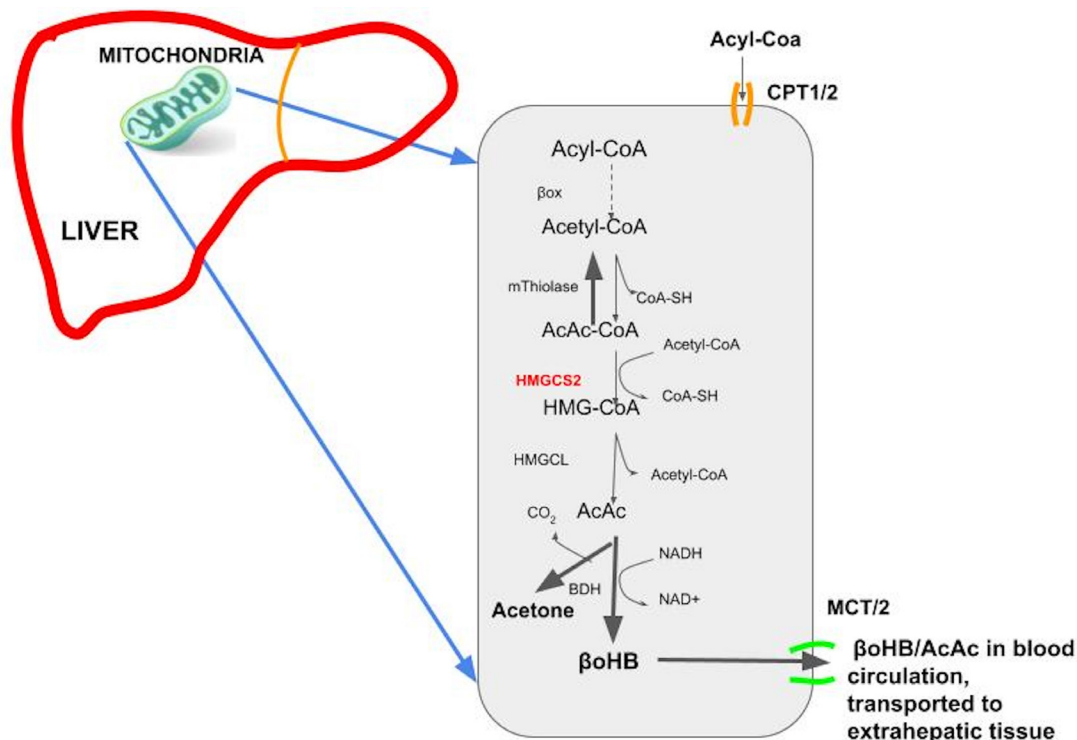 MITOCHONDRIA
LIVER
Acyl-Coa
CPT1/2
Acyl-CoA
βox
Acetyl-CoA
mThiolase
CoA-SH
AcAc-CoA
Acetyl-CoA
HMGCS2
CoA-SH
HMG-CoA
HMGCL
Acetyl-CoA
AcAc
CO₂
NADH
BDH
Acetone
NAD+
MCT/2
βoHB
βoHB/AcAc in blood
circulation,
transported to
extrahepatic tissue